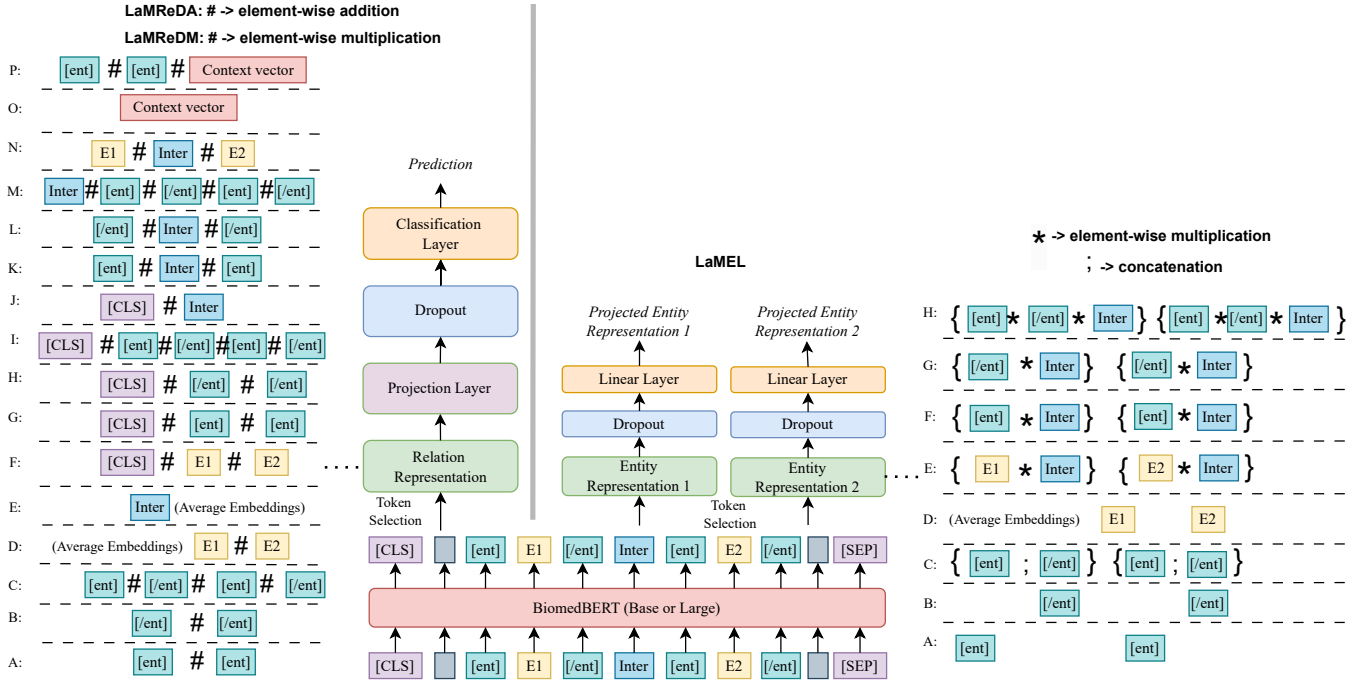 LaMReDA: # -> element-wise addition
LaMReDM: # -> element-wise multiplication
P: [ent] # [ent] # Context vector
O: Context vector
N: E1 # Inter # E2
M: Inter # [ent] # [/ent] # [ent] # [/ent]
L: [/ent] # Inter # [/ent]
K: [ent] # Inter # [ent]
J: [CLS] # Inter
I: [CLS] # [ent] # [/ent] # [ent] # [/ent]
H: [CLS] # [/ent] # [/ent]
G: [CLS] # [ent] # [ent]
F: [CLS] # E1 # E2
E: Inter (Average Embeddings)
D: (Average Embeddings) E1 # E2
C: [ent] # [/ent] # [ent] # [/ent]
B: [/ent] # [/ent]
A: [ent] # [ent]
Prediction
Classification
Layer
Dropout
Projection Layer
....
Relation
Representation
Token
Selection
LaMEL
Projected Entity
Representation 1
Projected Entity
Representation 2
Linear Layer
Linear Layer
Dropout
Dropout
Entity
Representation 1
Entity
Representation 2
....
Token
Selection
[CLS] [ent] E1 [/ent] Inter [ent] E2 [/ent] [SEP]
BiomedBERT (Base or Large)
[CLS] [ent] E1 [/ent] Inter [ent] E2 [/ent] [SEP]
* -> element-wise multiplication
; -> concatenation
H: { [ent] * [/ent] * Inter } { [ent] * [/ent] * Inter }
G: { [/ent] * Inter } { [/ent] * Inter }
F: { [ent] * Inter } { [ent] * Inter }
E: { E1 * Inter } { E2 * Inter }
D: (Average Embeddings) E1 E2
C: { [ent] ; [/ent] } { [ent] ; [/ent] }
B: [/ent] [/ent]
A: [ent] [ent]